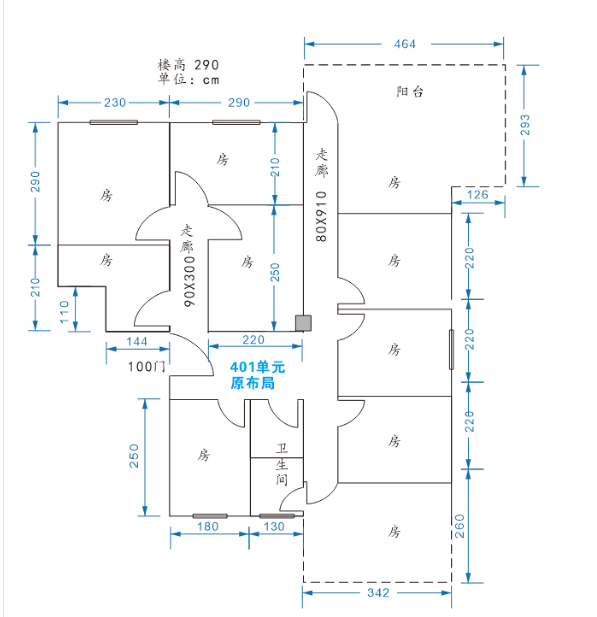 464
楼高 290
单位：cm
阳台
230
290
293
房
走廊
80X910
210
房
290
房
126
走廊
90X300
房
房
250
房
220
210
110
144
220
100门
401单元
原布局
房
220
房
220
250
房
卫生间
房
260
180
130
342